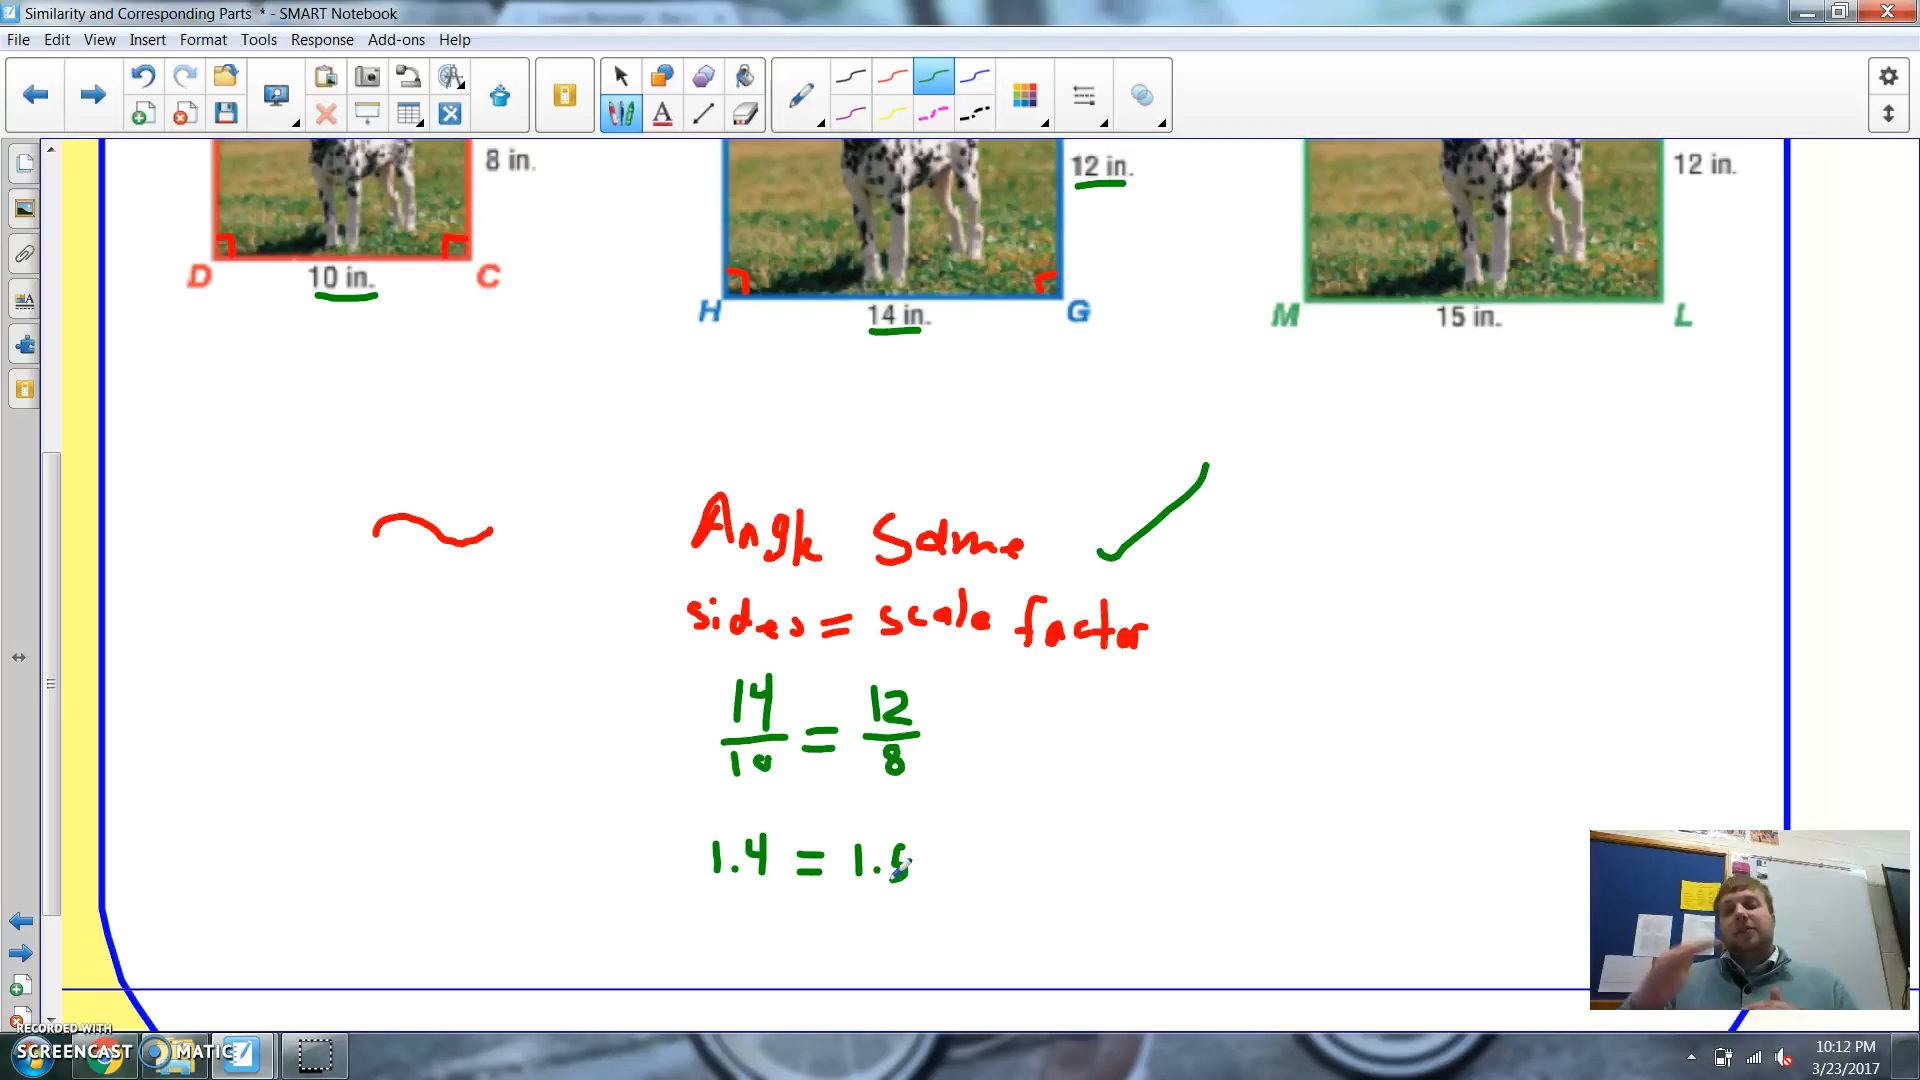 Similarity and Corresponding Parts * - SMART Notebook
File Edit View Insert Format Tools Response Add-ons Help
8 in.
12 in.
12 in.
D 10 in. C
H 14 in. G
M 15 in. L
~ Angle Same ✓
sides = scale factor
14/10 = 12/8
1.4 = 1.5
RECORDED WITH
SCREENCAST MATIC
10:12 PM
3/23/2017